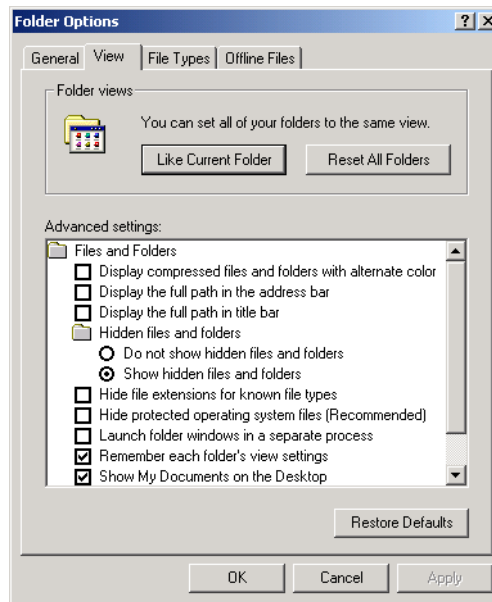 Folder Options
General View File Types Offline Files
Folder views
You can set all of your folders to the same view.
Like Current Folder Reset All Folders
Advanced settings:
Files and Folders
Display compressed files and folders with alternate color
Display the full path in the address bar
Display the full path in title bar
Hidden files and folders
Do not show hidden files and folders
Show hidden files and folders
Hide file extensions for known file types
Hide protected operating system files (Recommended)
Launch folder windows in a separate process
Remember each folder's view settings
Show My Documents on the Desktop
Restore Defaults
OK Cancel Apply